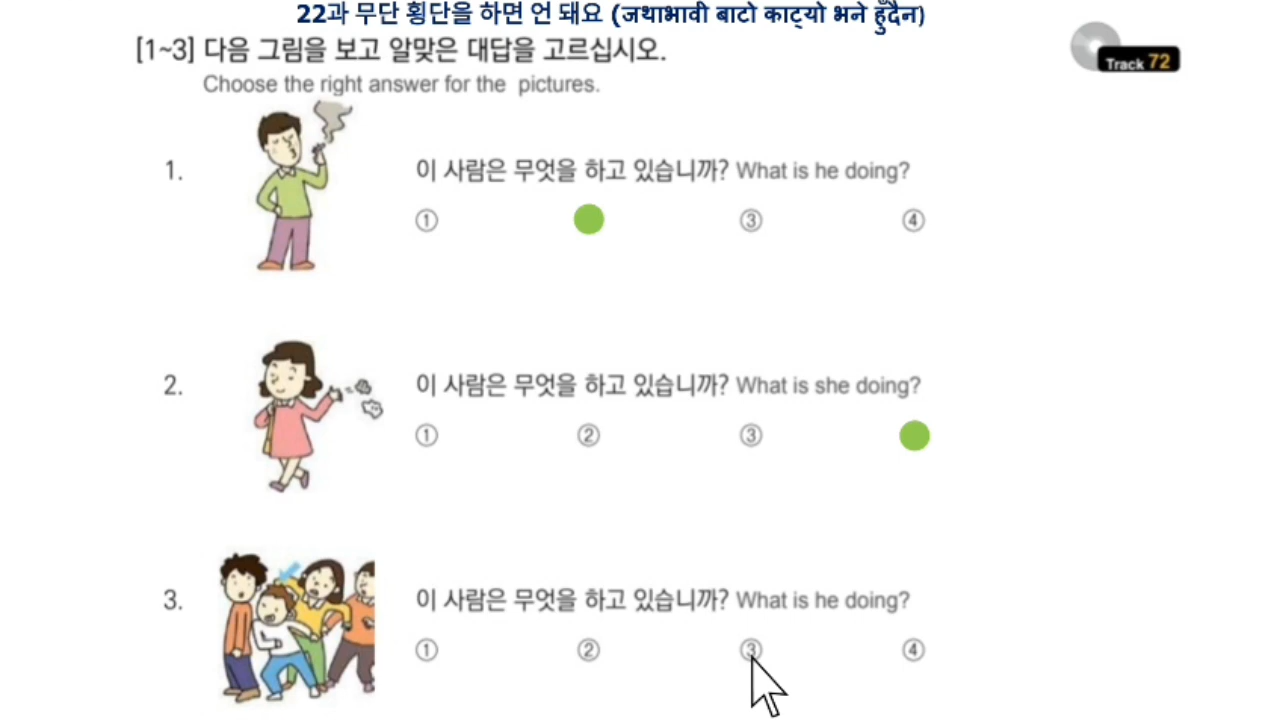 22과 무단 횡단을 하면 언 돼요 (जथाभावी बाटो काट्यो भने हुँदैन)
[1~3] 다음 그림을 보고 알맞은 대답을 고르십시오.
Track 72
Choose the right answer for the pictures.
1. 이 사람은 무엇을 하고 있습니까? What is he doing?
① ③ ④
2. 이 사람은 무엇을 하고 있습니까? What is she doing?
① ② ③
3. 이 사람은 무엇을 하고 있습니까? What is he doing?
① ② ③ ④